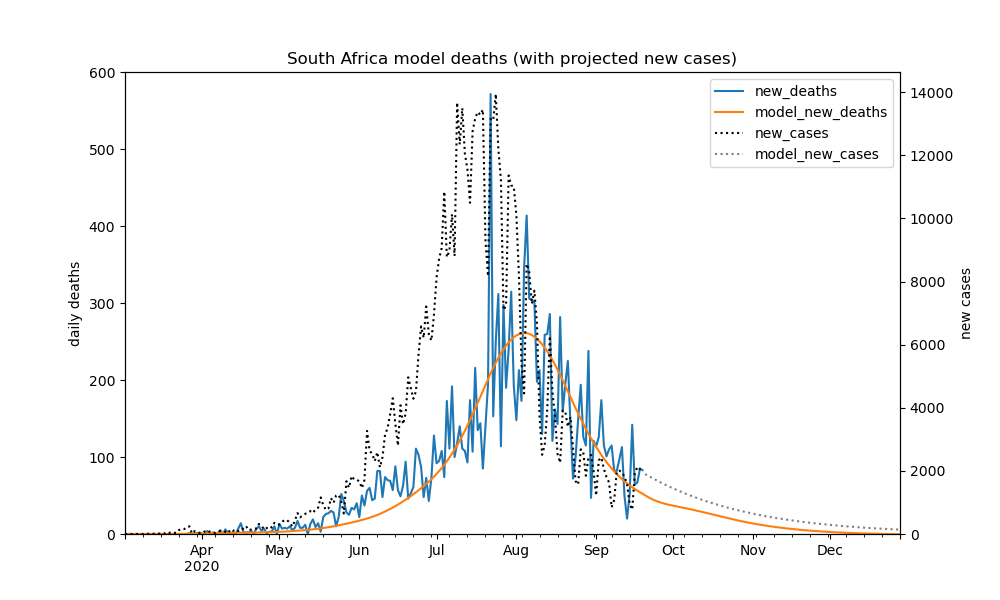 South Africa model deaths (with projected new cases)
600
500
400
300
200
100
0
daily deaths
14000
12000
10000
8000
6000
4000
2000
0
new cases
new_deaths
model_new_deaths
new_cases
model_new_cases
Apr May Jun Jul Aug Sep Oct Nov Dec
2020